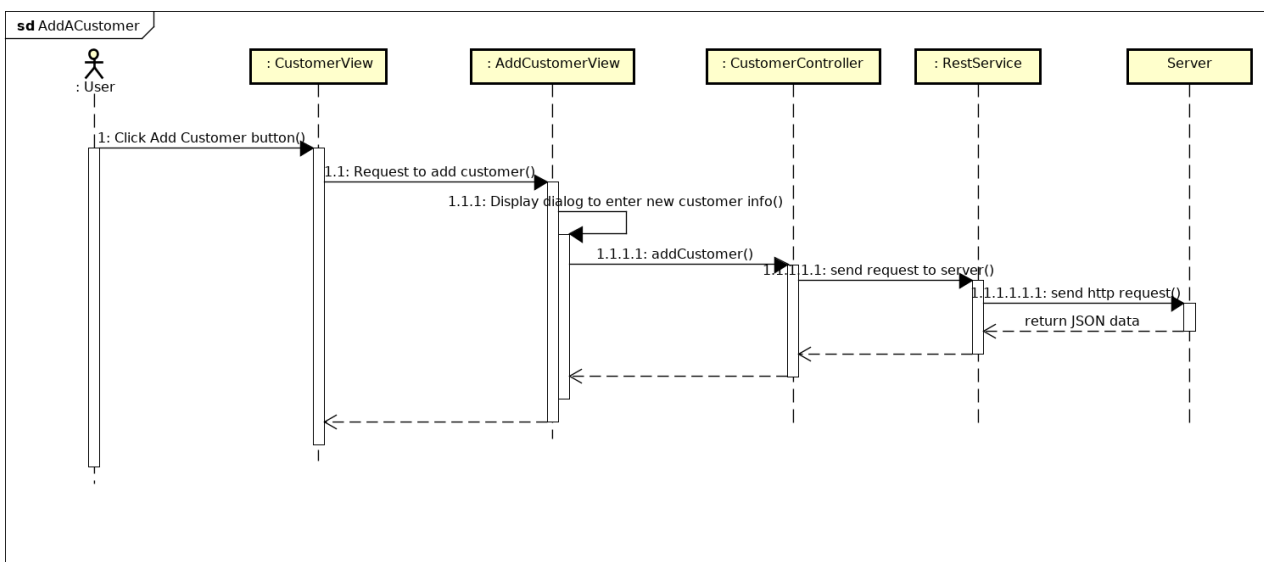 sd AddACustomer
: User
: CustomerView
: AddCustomerView
: CustomerController
: RestService
Server
1: Click Add Customer button()
1.1: Request to add customer()
1.1.1: Display dialog to enter new customer info()
1.1.1.1: addCustomer()
1.1.1.1.1: send request to server()
1.1.1.1.1.1: send http request()
return JSON data